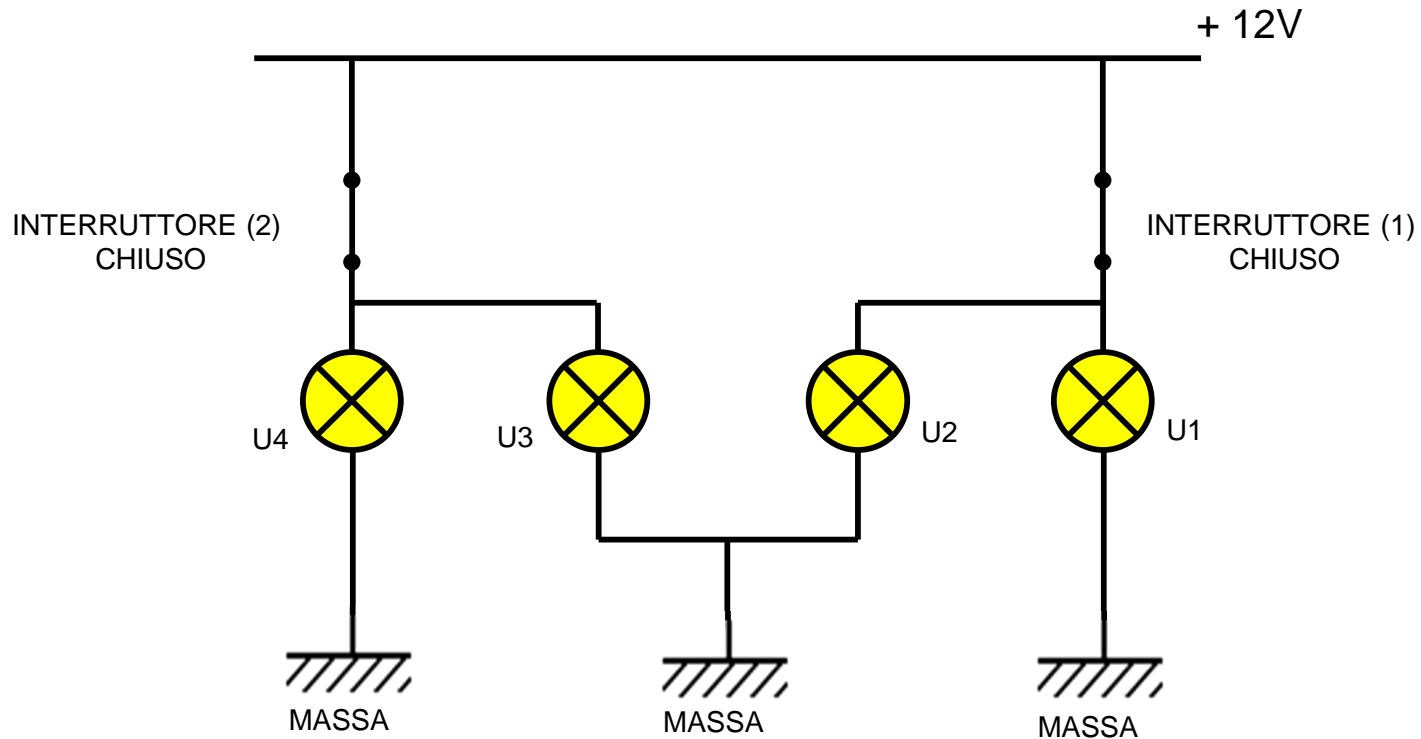 + 12V
INTERRUTTORE (2)
CHIUSO
INTERRUTTORE (1)
CHIUSO
U4
U3
U2
U1
MASSA
MASSA
MASSA